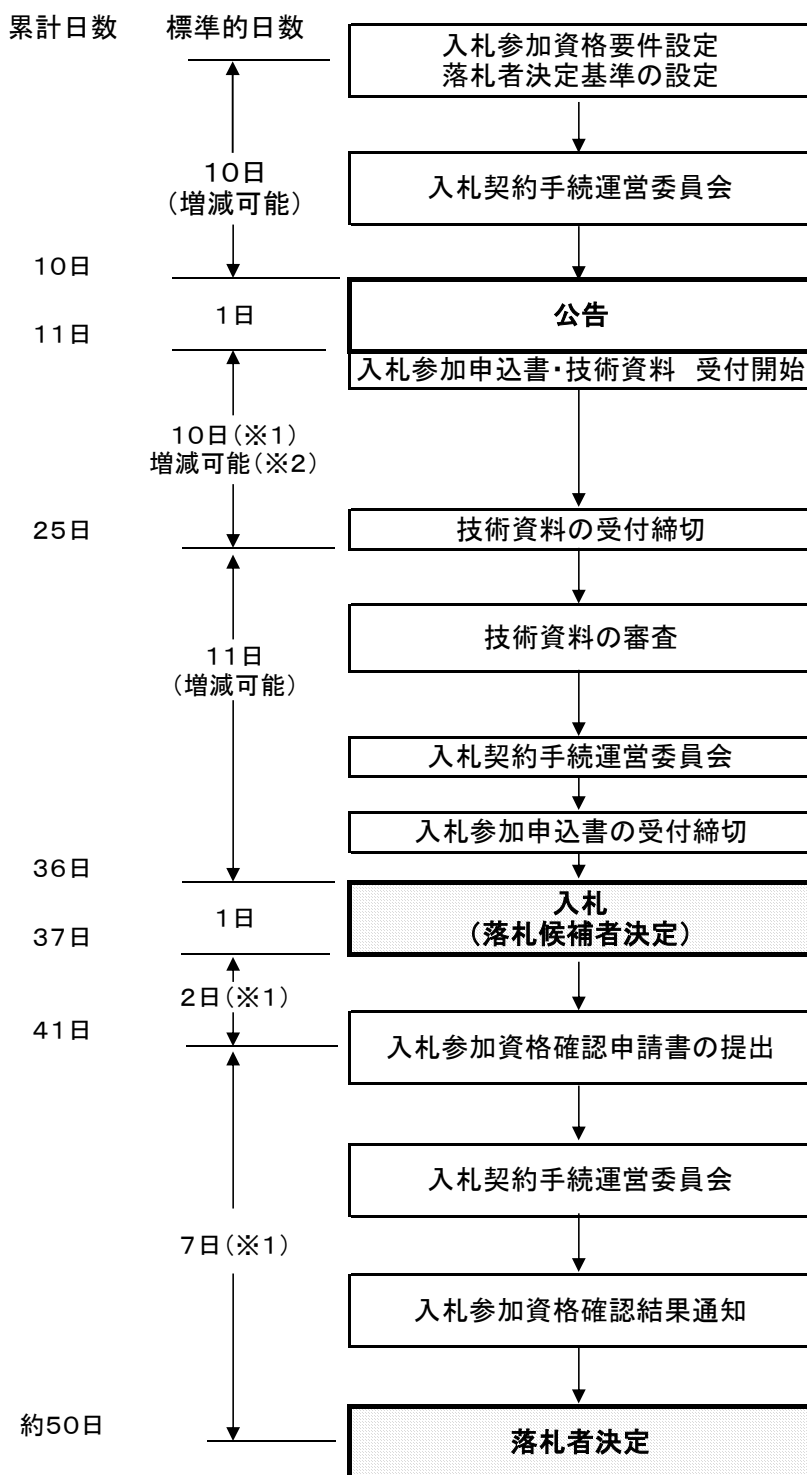 累計日数 標準的日数
入札参加資格要件設定
落札者決定基準の設定
10日
(増減可能)
入札契約手続運営委員会
10日
1日
11日
公告
入札参加申込書・技術資料 受付開始
10日(※1)
増減可能(※2)
25日
技術資料の受付締切
11日
(増減可能)
技術資料の審査
入札契約手続運営委員会
入札参加申込書の受付締切
36日
1日
37日
入札
(落札候補者決定)
2日(※1)
41日
入札参加資格確認申請書の提出
入札契約手続運営委員会
7日(※1)
入札参加資格確認結果通知
約50日
落札者決定